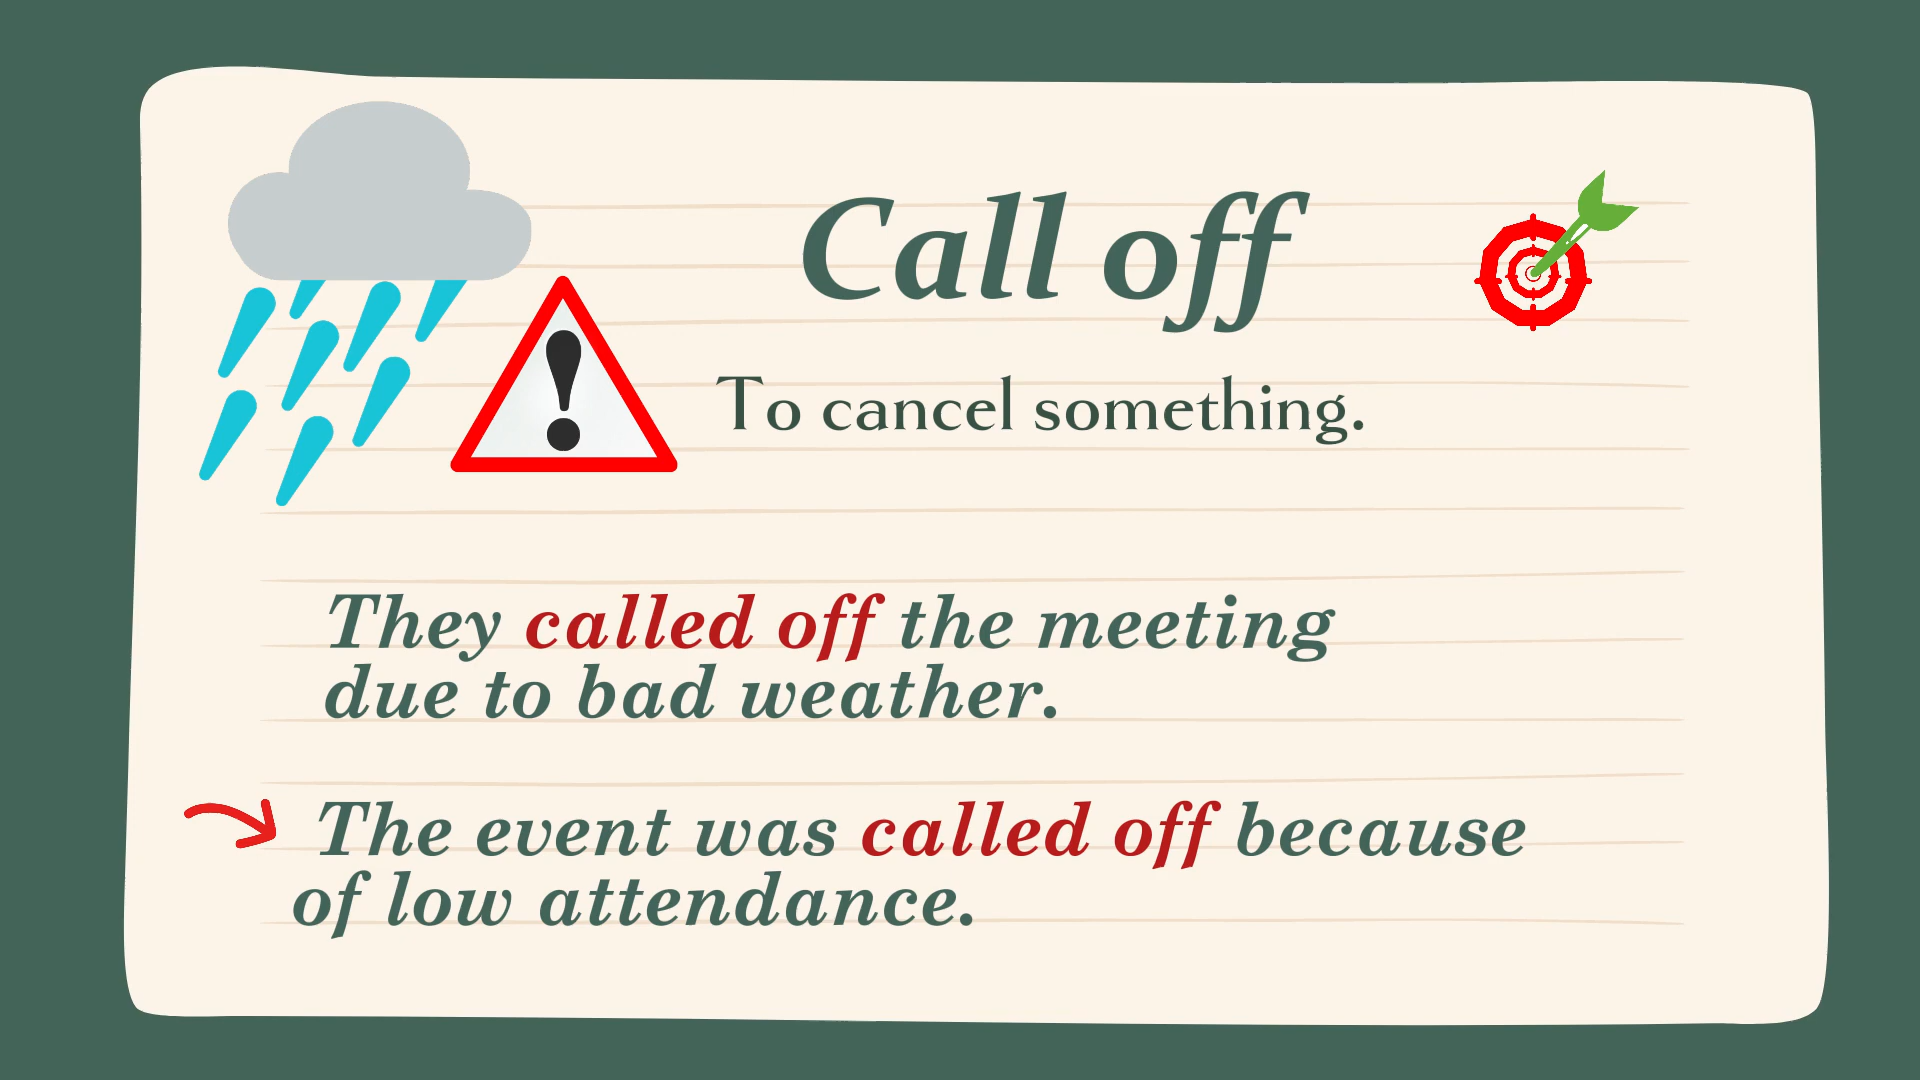 Call off
To cancel something.
They called off the meeting
due to bad weather.
The event was called off because
of low attendance.